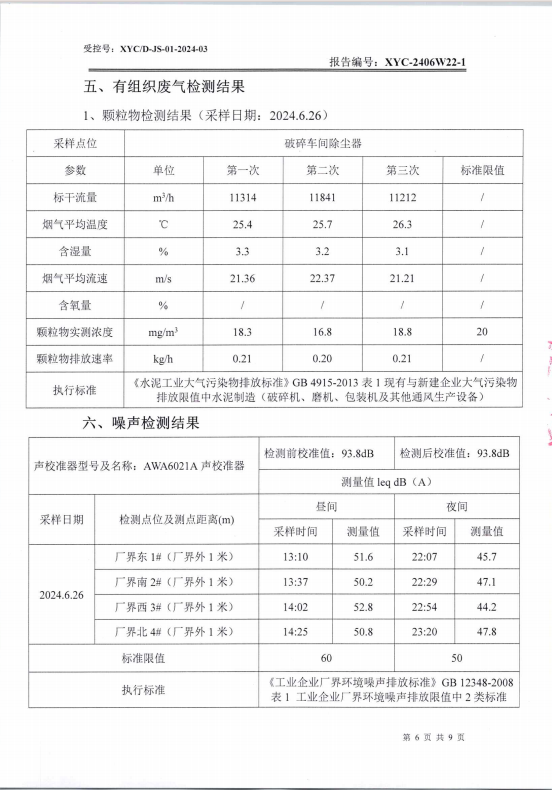 受控号：XYC/D-JS-01-2024-03
报告编号：XYC-2406W22-1
五、有组织废气检测结果
1、颗粒物检测结果（采样日期：2024.6.26）
采样点位 破碎车间除尘器
参数 单位 第一次 第二次 第三次 标准限值
标干流量 m³/h 11314 11841 11212 /
烟气平均温度 ℃ 25.4 25.7 26.3 /
含湿量 % 3.3 3.2 3.1 /
烟气平均流速 m/s 21.36 22.37 21.21 /
含氧量 % / / / /
颗粒物实测浓度 mg/m³ 18.3 16.8 18.8 20
颗粒物排放速率 kg/h 0.21 0.20 0.21 /
执行标准 《水泥工业大气污染物排放标准》GB 4915-2013 表 1 现有与新建企业大气污染物
排放限值中水泥制造（破碎机、磨机、包装机及其他通风生产设备）
六、噪声检测结果
声校准器型号及名称：AWA6021A 声校准器 检测前校准值：93.8dB 检测后校准值：93.8dB
测量值 leq dB（A）
采样日期 检测点位及测点距离(m) 昼间 夜间
采样时间 测量值 采样时间 测量值
2024.6.26
厂界东 1#（厂界外 1 米） 13:10 51.6 22:07 45.7
厂界南 2#（厂界外 1 米） 13:37 50.2 22:29 47.1
厂界西 3#（厂界外 1 米） 14:02 52.8 22:54 44.2
厂界北 4#（厂界外 1 米） 14:25 50.8 23:20 47.8
标准限值 60 50
执行标准 《工业企业厂界环境噪声排放标准》GB 12348-2008
表 1 工业企业厂界环境噪声排放限值中 2 类标准
第 6 页 共 9 页